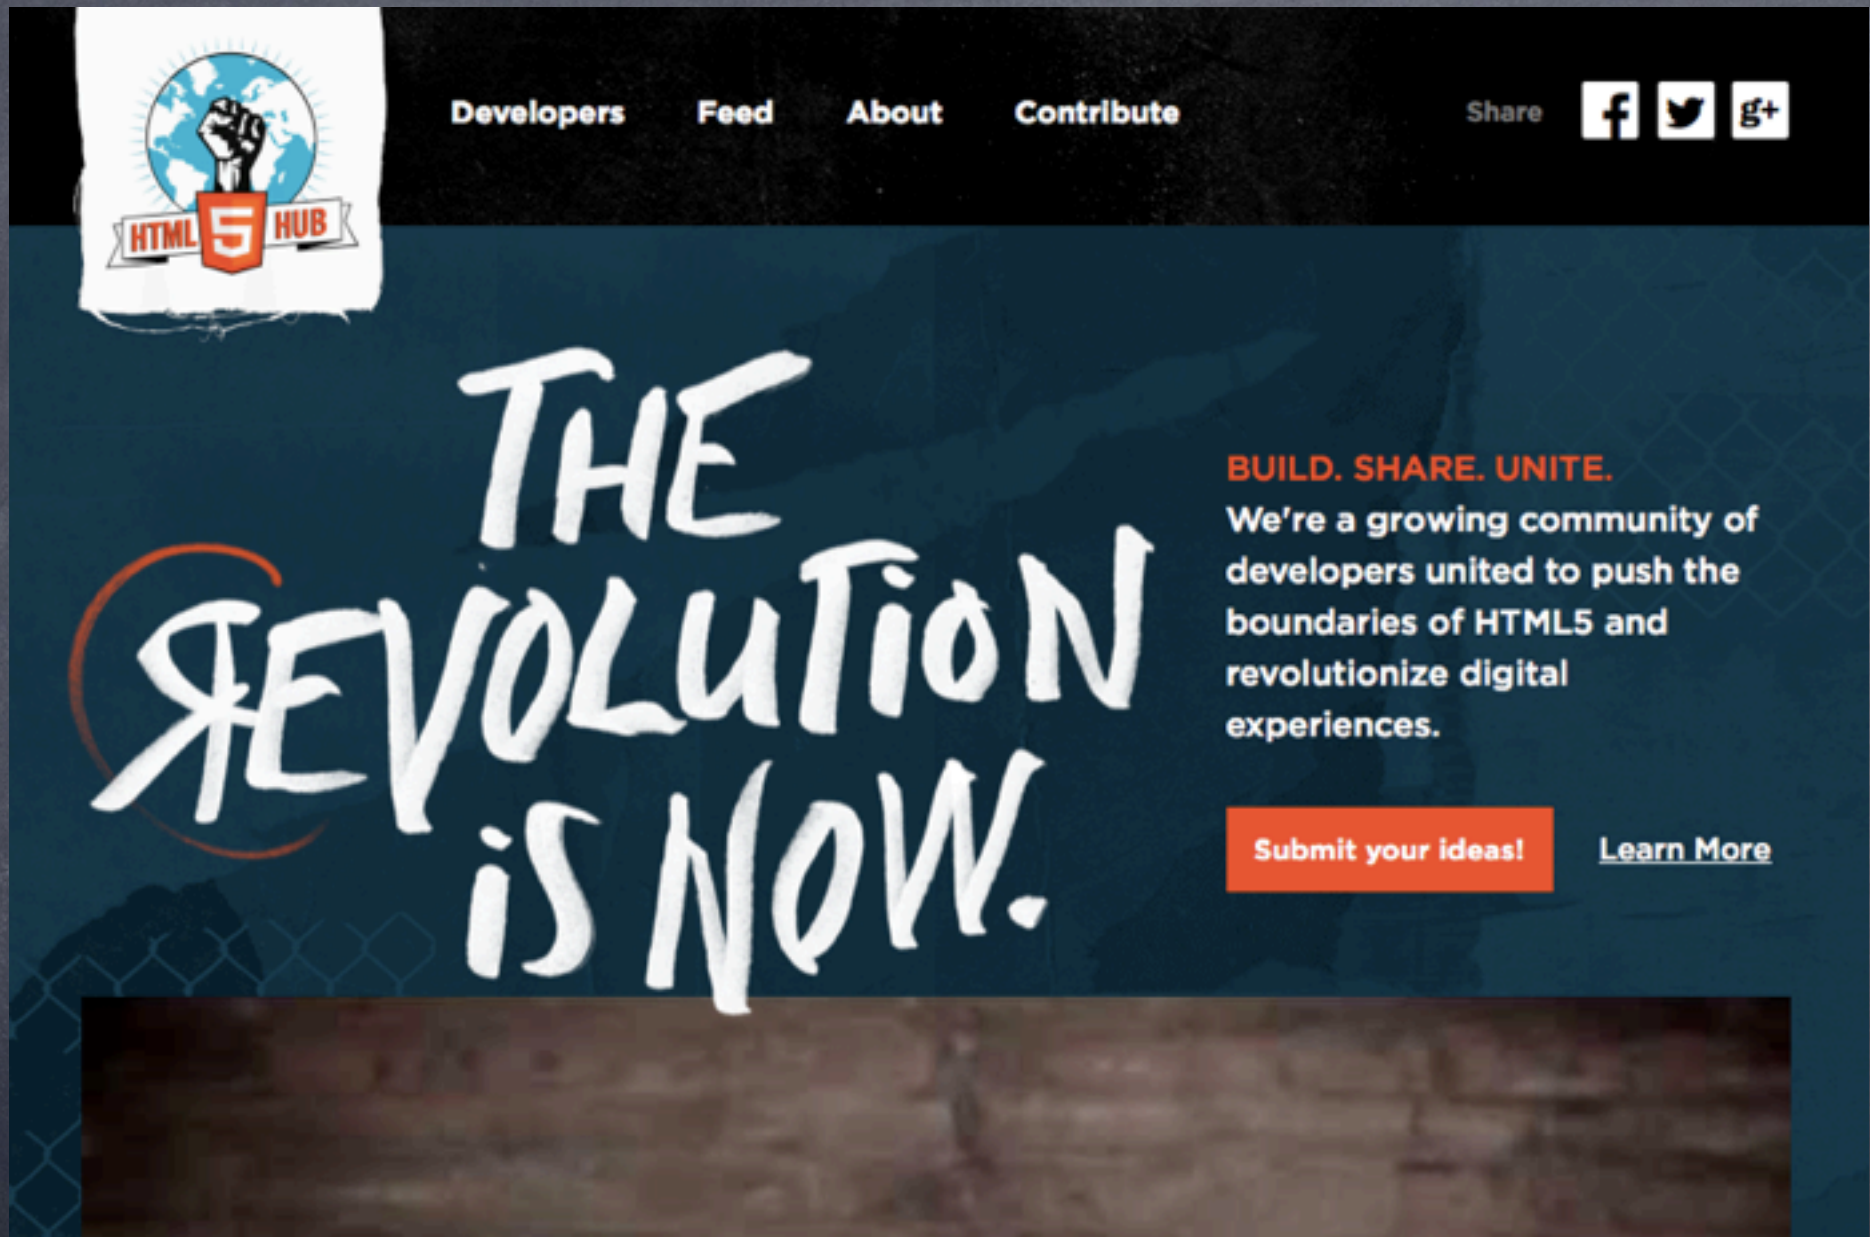 HTML 5 HUB
Developers Feed About Contribute Share f g+
THE
REVOLUTiON
iS NOW.
BUILD. SHARE. UNITE.
We're a growing community of
developers united to push the
boundaries of HTML5 and
revolutionize digital
experiences.
Submit your ideas! Learn More